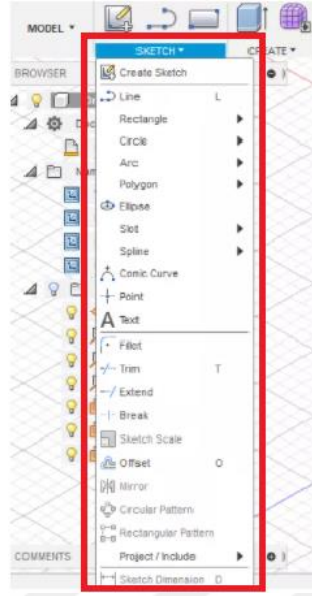 MODEL
SKETCH
CREATE
BROWSER
Create Sketch
Line L
Rectangle
Circle
Arc
Polygon
Ellipse
Slot
Spline
Conic Curve
Point
A Text
Fillet
Trim T
Extend
Break
Sketch Scale
Offset O
Mirror
Circular Pattern
Rectangular Pattern
COMMENTS
Project / Include
Sketch Dimension D